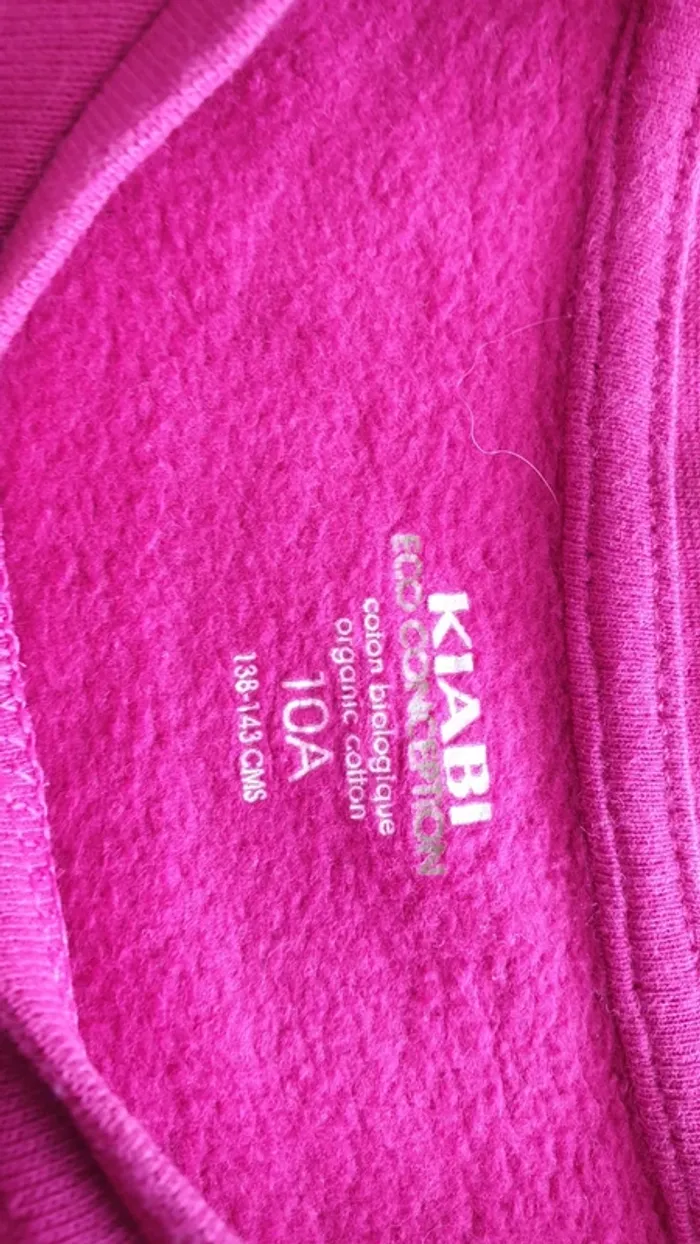 KIABI
ECO CONCEPTION
coton biologique
organic cotton
10A
138-143 CMS